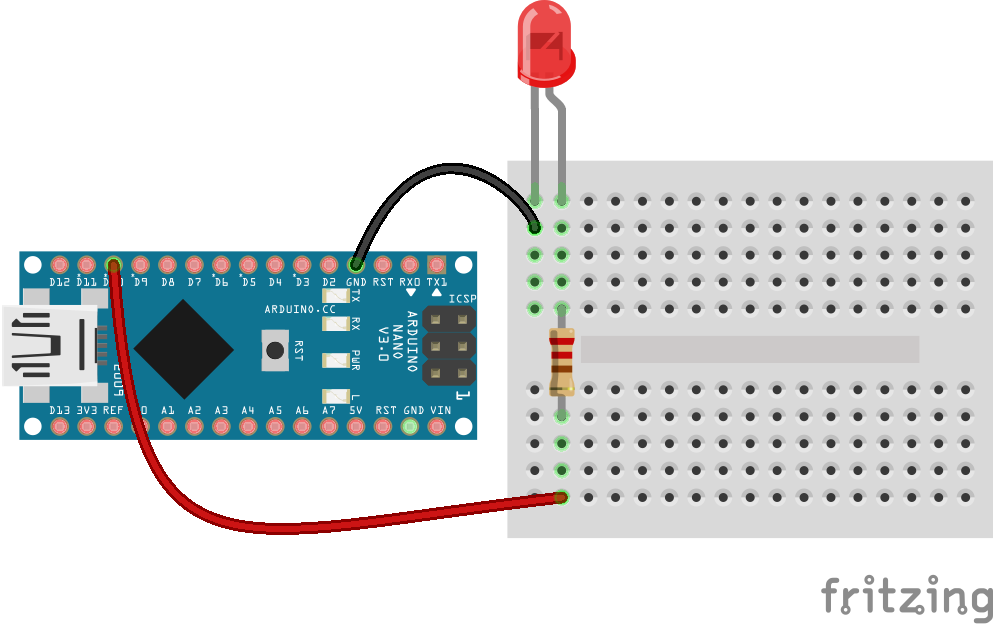 D12 *D11 *D10 *D9 D8 D7 *D6 *D5 D4 *D3 D2 GND RST RX0 TX1
TX
ICSP
ARDUINO.CC
RX
ARDUINO
NANO
V3.0
RST
PWR
2009
L
1
D13 3V3 REF A0 A1 A2 A3 A4 A5 A6 A7 5V RST GND VIN
fritzing